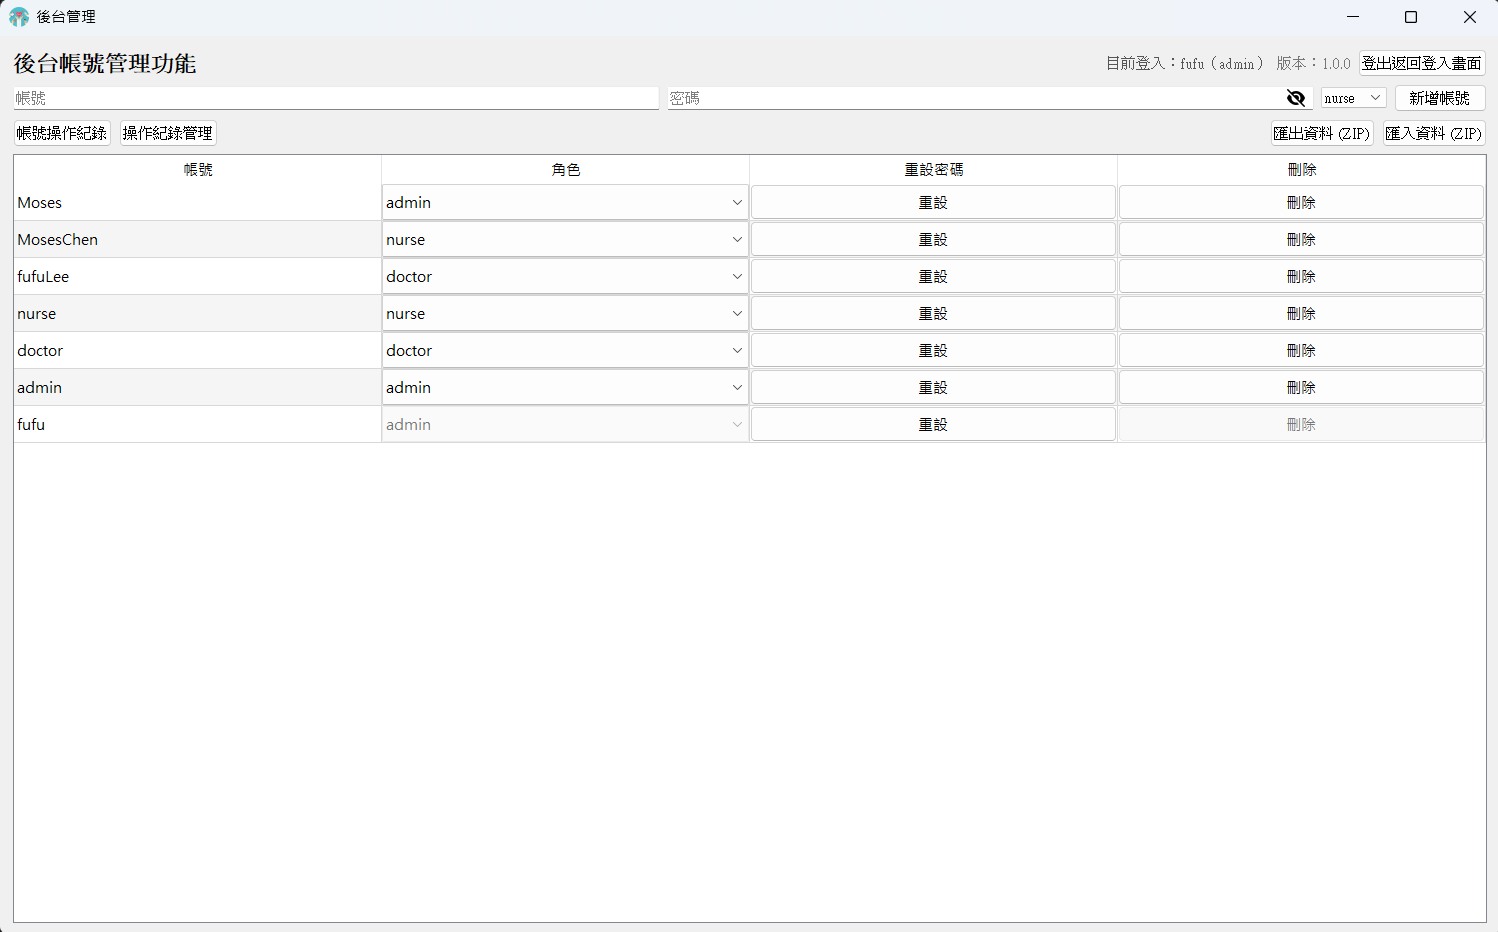 後台管理
後台帳號管理功能 目前登入：fufu（admin） 版本：1.0.0 登出返回登入畫面
帳號 密碼 nurse 新增帳號
帳號操作紀錄 操作紀錄管理 匯出資料 (ZIP) 匯入資料 (ZIP)
帳號 角色 重設密碼 刪除
Moses admin 重設 刪除
MosesChen nurse 重設 刪除
fufuLee doctor 重設 刪除
nurse nurse 重設 刪除
doctor doctor 重設 刪除
admin admin 重設 刪除
fufu admin 重設 刪除